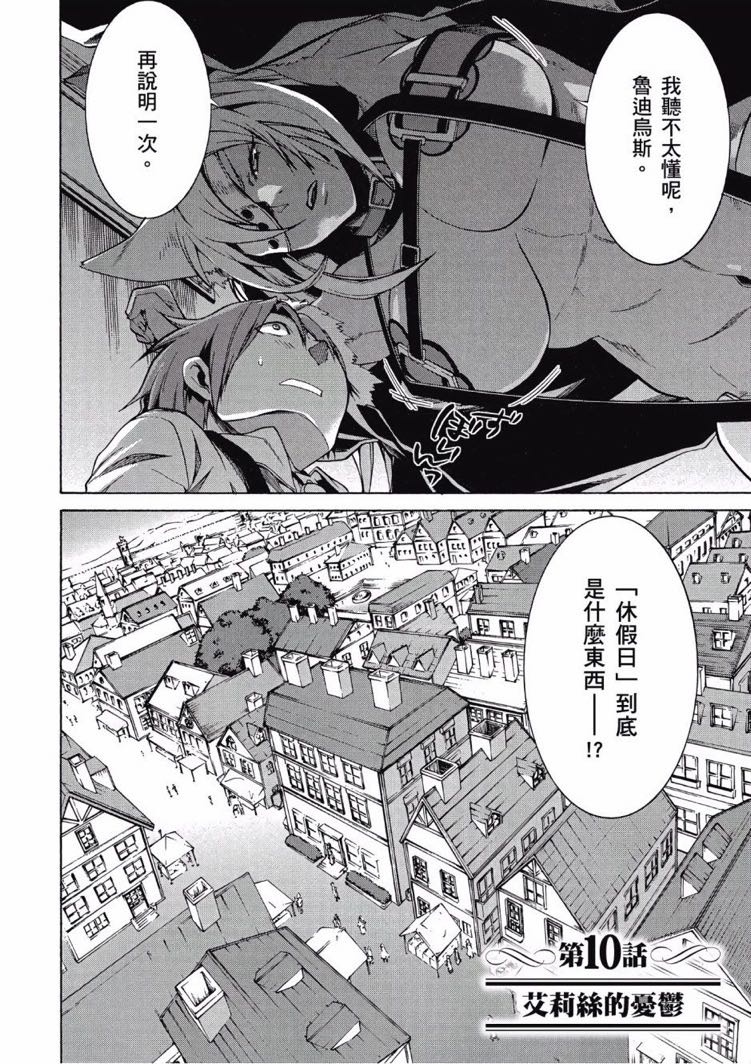 我聽不太懂呢，
魯迪烏斯。
再說明一次。
「休假日」到底
是什麼東西——!?
第10話
艾莉絲的憂鬱